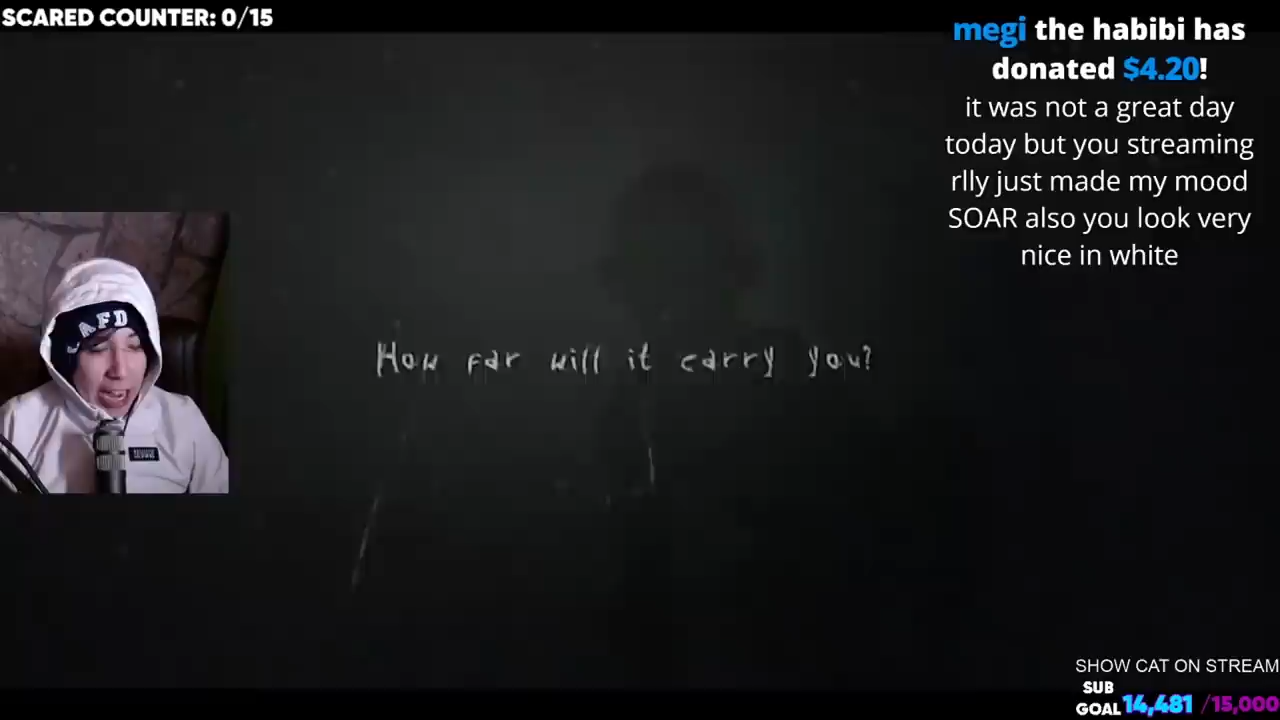 SCARED COUNTER: 0/15
megi the habibi has
donated $4.20!
it was not a great day
today but you streaming
rlly just made my mood
SOAR also you look very
nice in white
AFD
How far will it carry you?
SHOW CAT ON STREAM
SUB
GOAL 14,481 /15,000